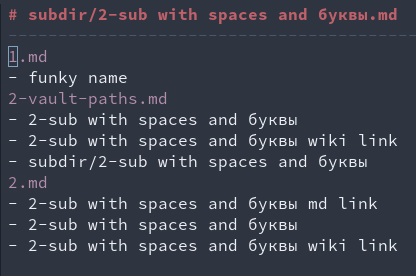 # subdir/2-sub with spaces and буквы.md
--------------------------------------------------
1.md
- funky name
2-vault-paths.md
- 2-sub with spaces and буквы
- 2-sub with spaces and буквы wiki link
- subdir/2-sub with spaces and буквы
2.md
- 2-sub with spaces and буквы md link
- 2-sub with spaces and буквы
- 2-sub with spaces and буквы wiki link